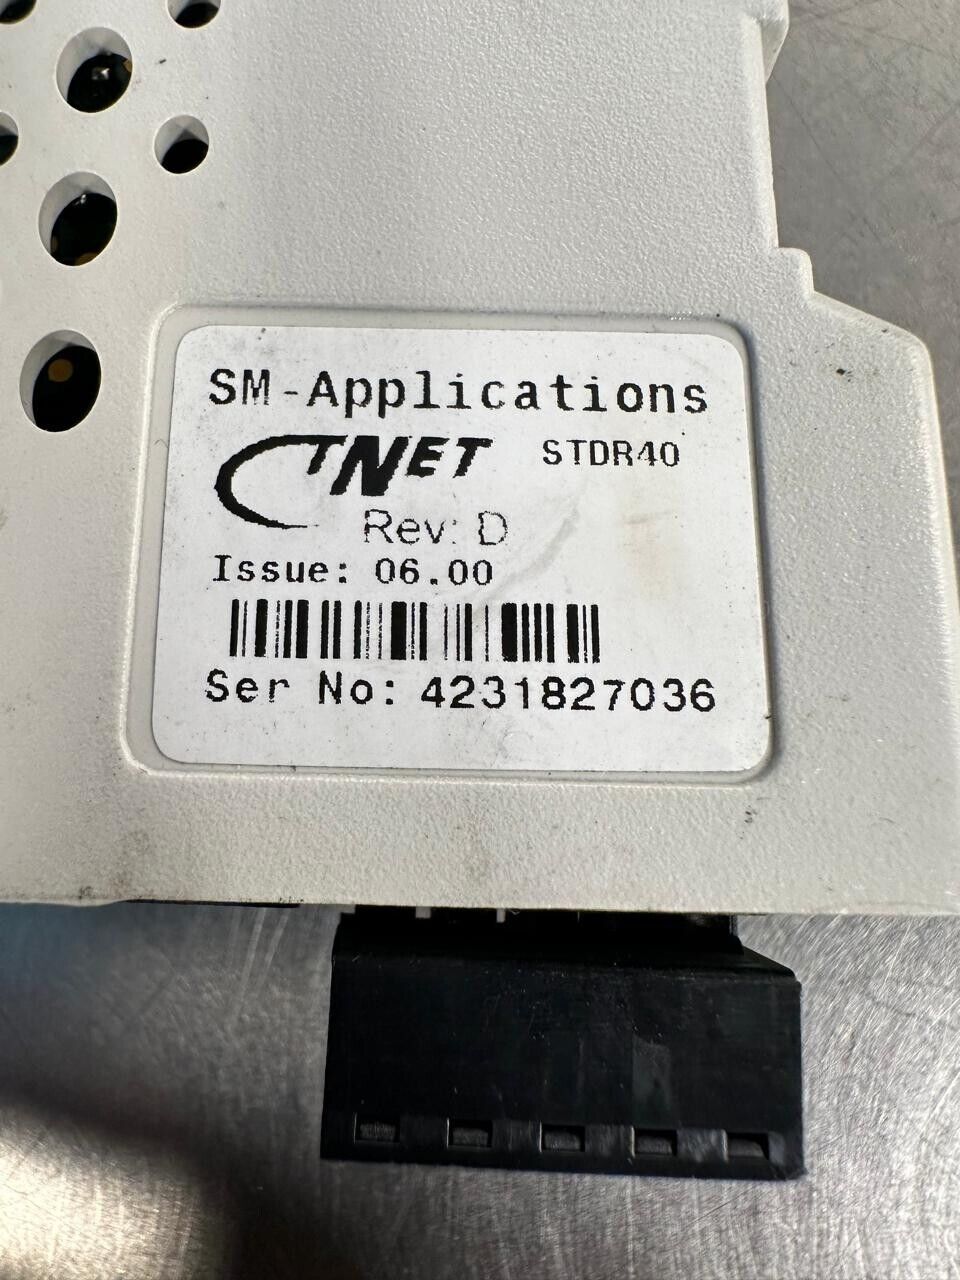 SM-Applications
CTNET STDR40
Rev: D
Issue: 06.00
Ser No: 4231827036